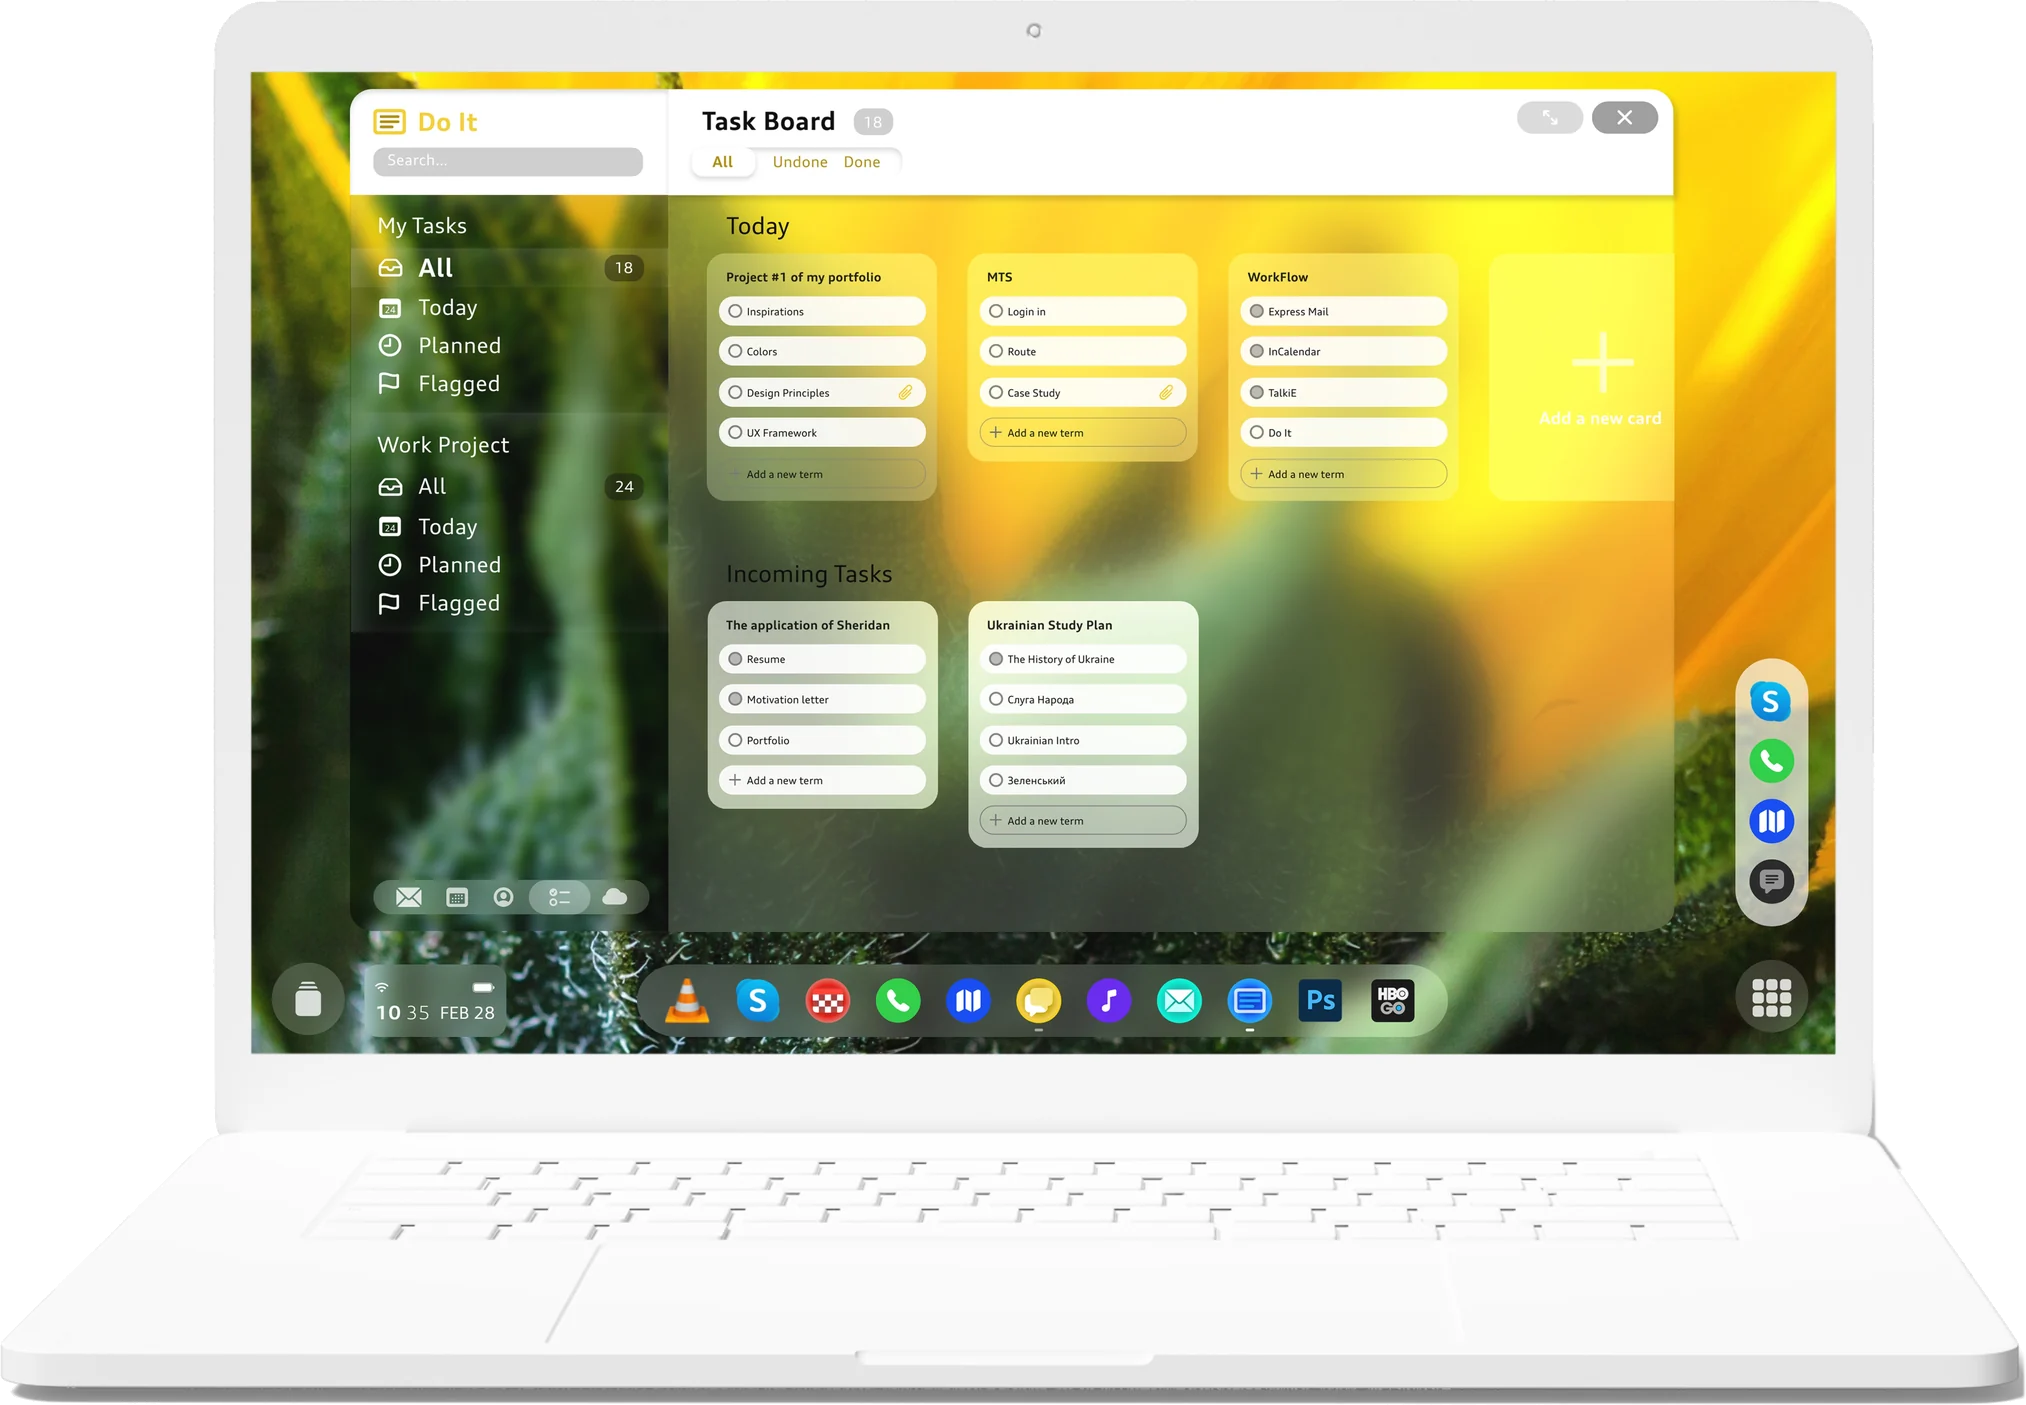 Do It
Search...
Task Board 18
All Undone Done
My Tasks
All 18
24 Today
Planned
Flagged
Work Project
All 24
24 Today
Planned
Flagged
Today
Project #1 of my portfolio
Inspirations
Colors
Design Principles
UX Framework
Add a new term
MTS
Login in
Route
Case Study
+ Add a new term
WorkFlow
Express Mail
InCalendar
TalkiE
Do It
+ Add a new term
Add a new card
Incoming Tasks
The application of Sheridan
Resume
Motivation letter
Portfolio
+ Add a new term
Ukrainian Study Plan
The History of Ukraine
Слуга Народа
Ukrainian Intro
Зеленський
+ Add a new term
S
10 35 FEB 28
S
Ps
HBO
GO